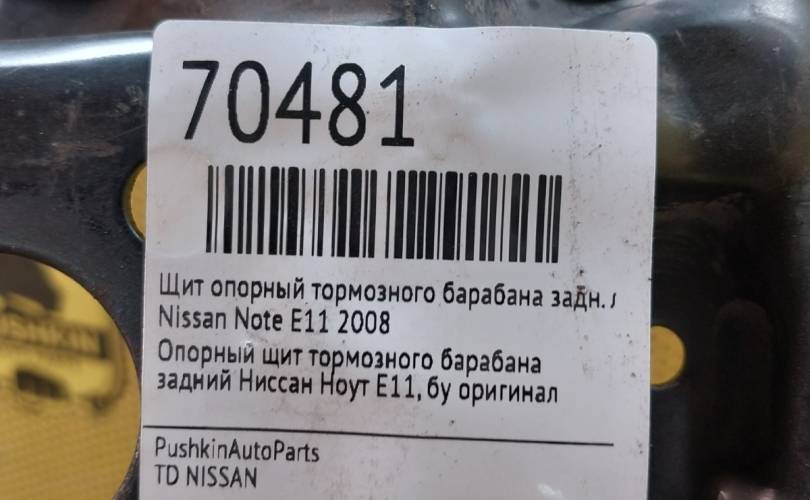 70481
Щит опорный тормозного барабана задн.
Nissan Note E11 2008
Опорный щит тормозного барабана
задний Ниссан Ноут Е11, бу оригинал
PushkinAutoParts
TD NISSAN